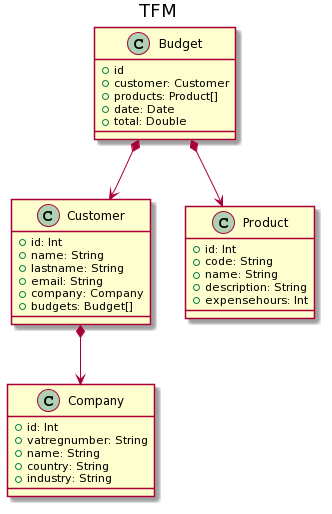 TFM
C Budget
id
customer: Customer
products: Product[]
date: Date
total: Double
C Customer
id: Int
name: String
lastname: String
email: String
company: Company
budgets: Budget[]
C Product
id: Int
code: String
name: String
description: String
expensehours: Int
C Company
id: Int
vatregnumber: String
name: String
country: String
industry: String